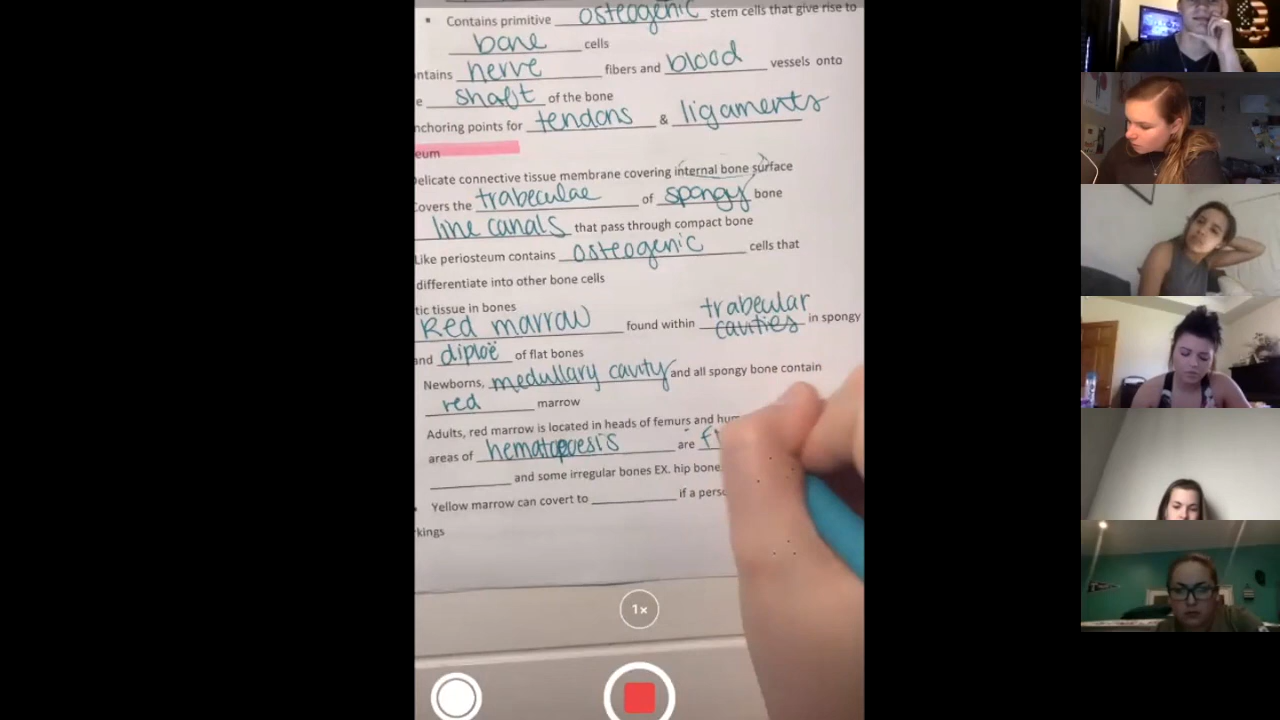 • Contains primitive osteogenic stem cells that give rise to
bone cells
ntains nerve fibers and blood vessels onto
e shaft of the bone
nchoring points for tendons & ligaments
eum
elicate connective tissue membrane covering internal bone surface
Covers the trabeculae of spongy bone
line canals that pass through compact bone
Like periosteum contains osteogenic cells that
differentiate into other bone cells
tic tissue in bones
Red marrow found within trabecular cavities in spongy
and diploë of flat bones
Newborns, medullary cavity and all spongy bone contain
red marrow
Adults, red marrow is located in heads of femurs and hu
areas of hematopoesis are f
and some irregular bones EX. hip bone
• Yellow marrow can covert to if a pers
kings
1x